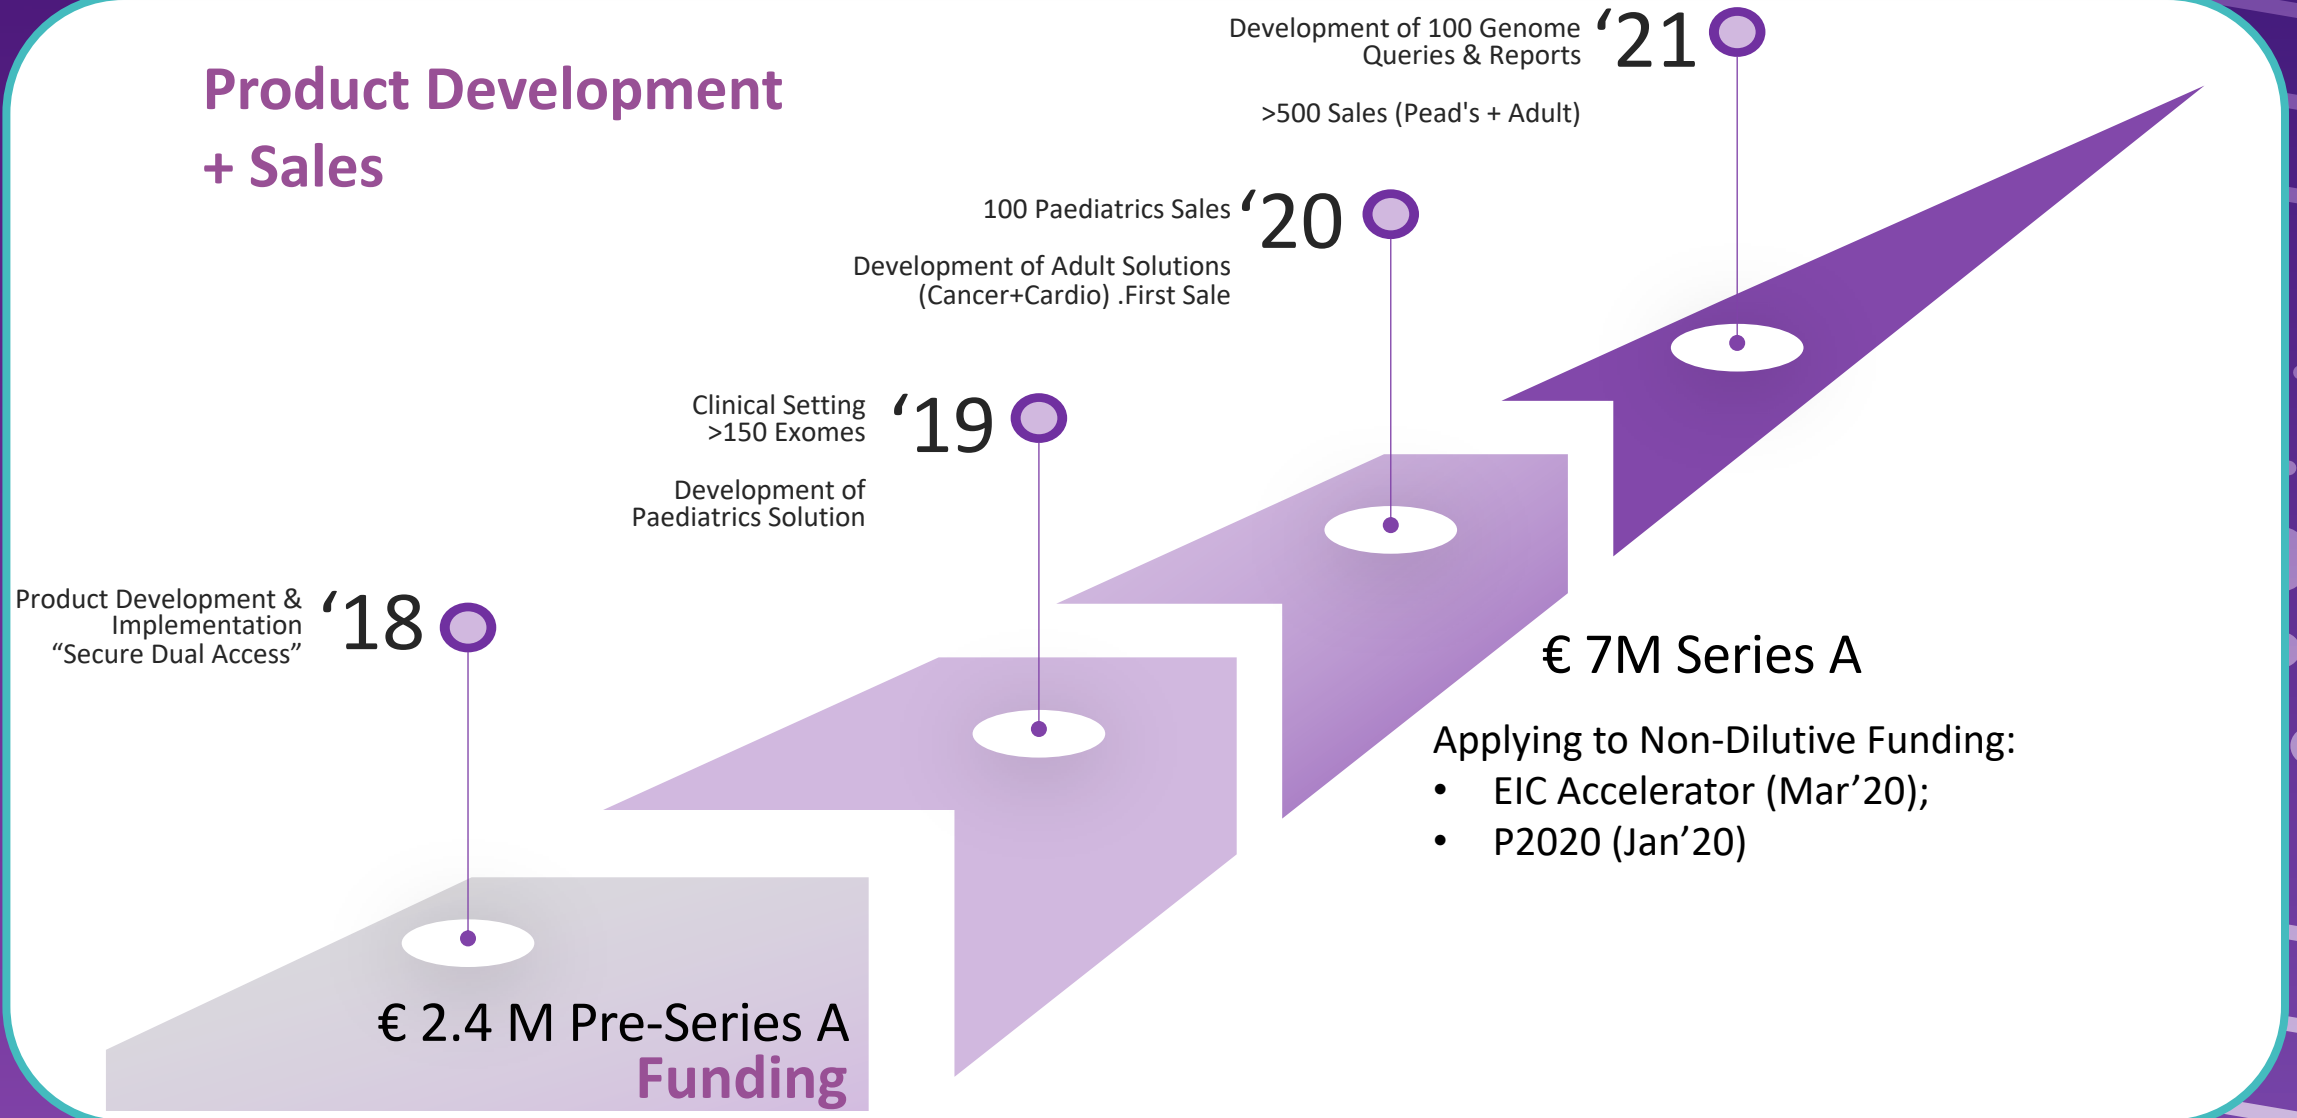 Product Development
+ Sales
Development of 100 Genome
Queries & Reports
‘21
>500 Sales (Pead's + Adult)
100 Paediatrics Sales
‘20
Development of Adult Solutions
(Cancer+Cardio) .First Sale
Clinical Setting
>150 Exomes
‘19
Development of
Paediatrics Solution
Product Development &
Implementation
“Secure Dual Access”
‘18
€ 7M Series A
Applying to Non-Dilutive Funding:
• EIC Accelerator (Mar’20);
• P2020 (Jan’20)
€ 2.4 M Pre-Series A
Funding